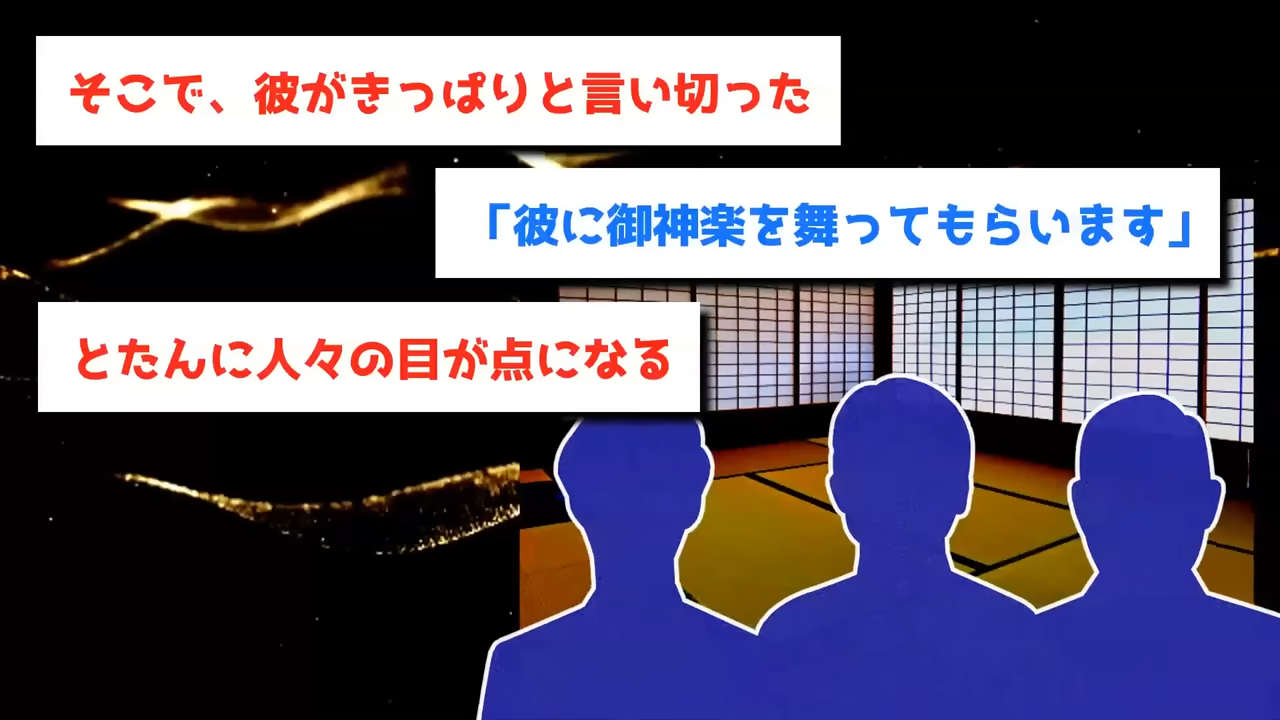 そこで、彼がきっぱりと言い切った
「彼に御神楽を舞ってもらいます」
とたんに人々の目が点になる